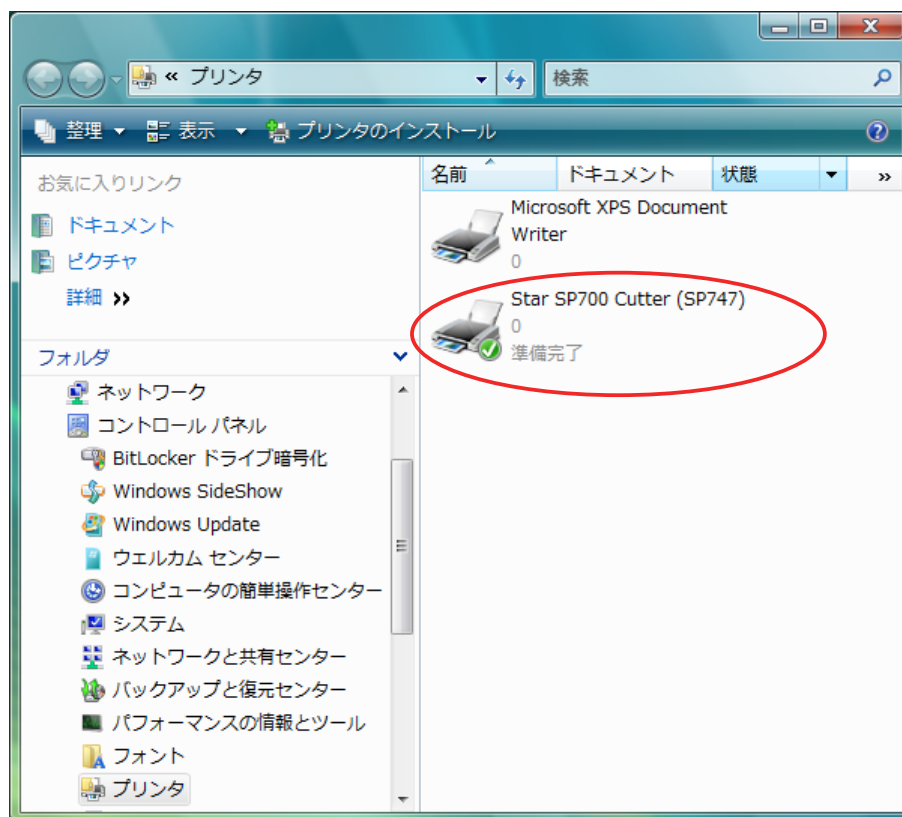 « プリンタ
検索
整理 表示 プリンタのインストール
お気に入りリンク
ドキュメント
ピクチャ
詳細 »
フォルダ
ネットワーク
コントロール パネル
BitLocker ドライブ暗号化
Windows SideShow
Windows Update
ウェルカム センター
コンピュータの簡単操作センター
システム
ネットワークと共有センター
バックアップと復元センター
パフォーマンスの情報とツール
フォント
プリンタ
名前 ドキュメント 状態 »
Microsoft XPS Document
Writer
0
Star SP700 Cutter (SP747)
0
準備完了